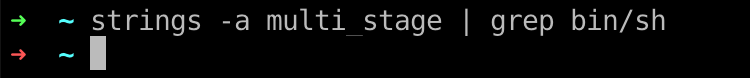 → ~ strings -a multi_stage | grep bin/sh
→ ~